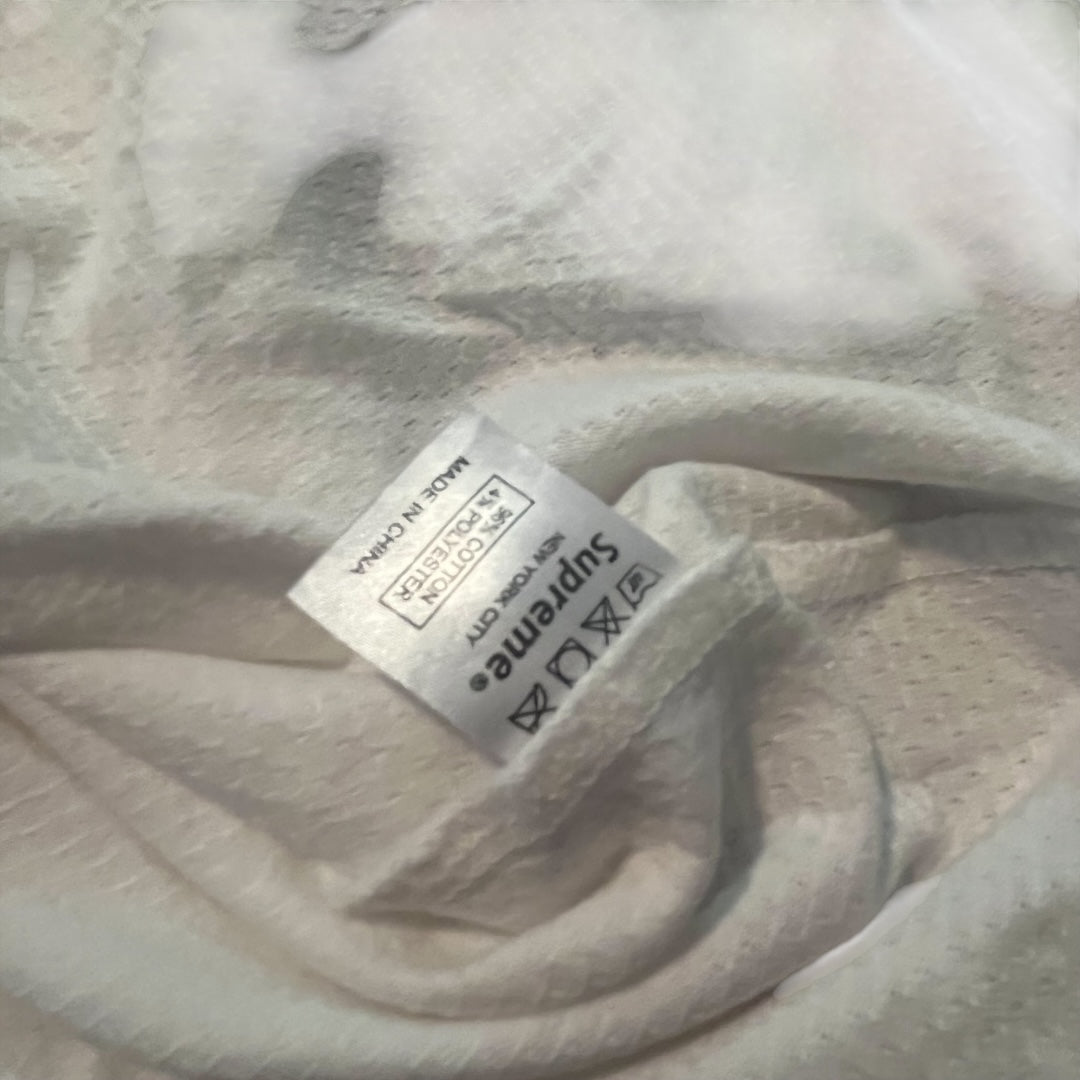 Supreme®
NEW YORK CITY
96% COTTON
4% POLYESTER
MADE IN CHINA